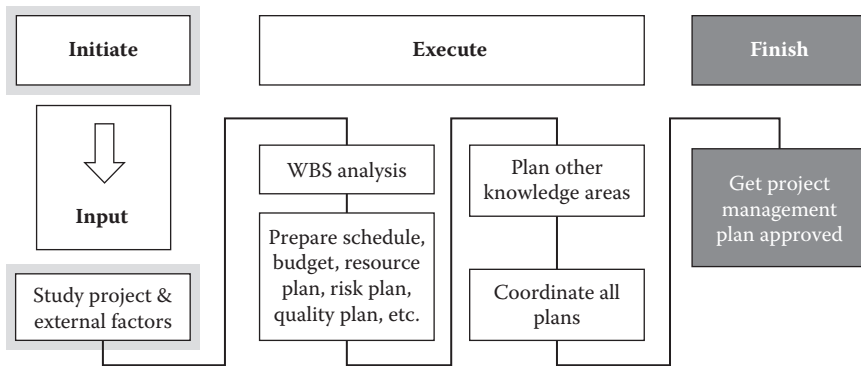 Initiate
Execute
Finish
Input
Study project &
external factors
WBS analysis
Prepare schedule,
budget, resource
plan, risk plan,
quality plan, etc.
Plan other
knowledge areas
Coordinate all
plans
Get project
management
plan approved